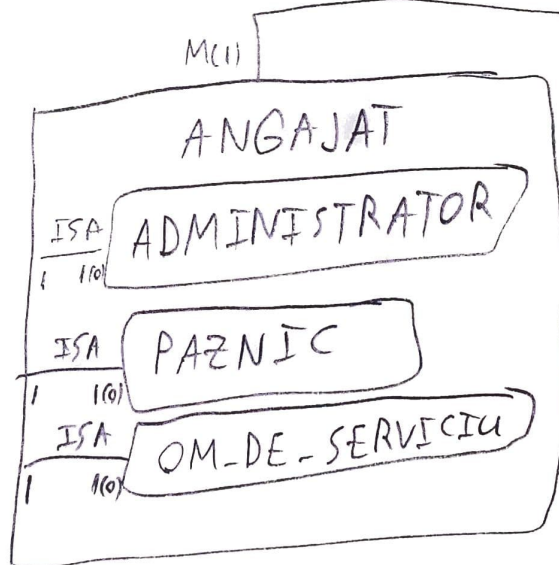 M(1)
ANGAJAT
ISA ADMINISTRATOR
1 1(0)
ISA PAZNIC
1 1(0)
ISA OM_DE_SERVICIU
1 1(0)